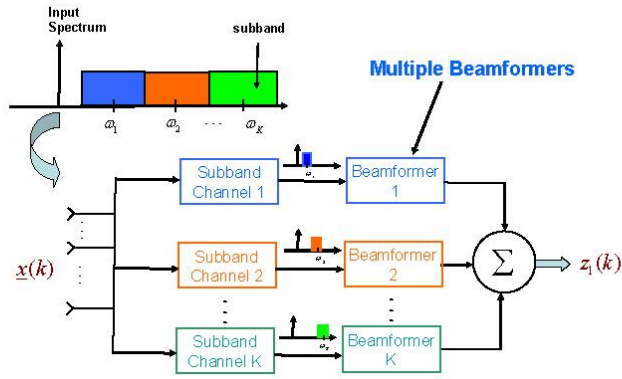 Input
Spectrum
subband
ω1 ω2 ... ωK
Multiple Beamformers
Subband
Channel 1
Beamformer
1
x(k)
Subband
Channel 2
Beamformer
2
Σ
z1(k)
Subband
Channel K
Beamformer
K